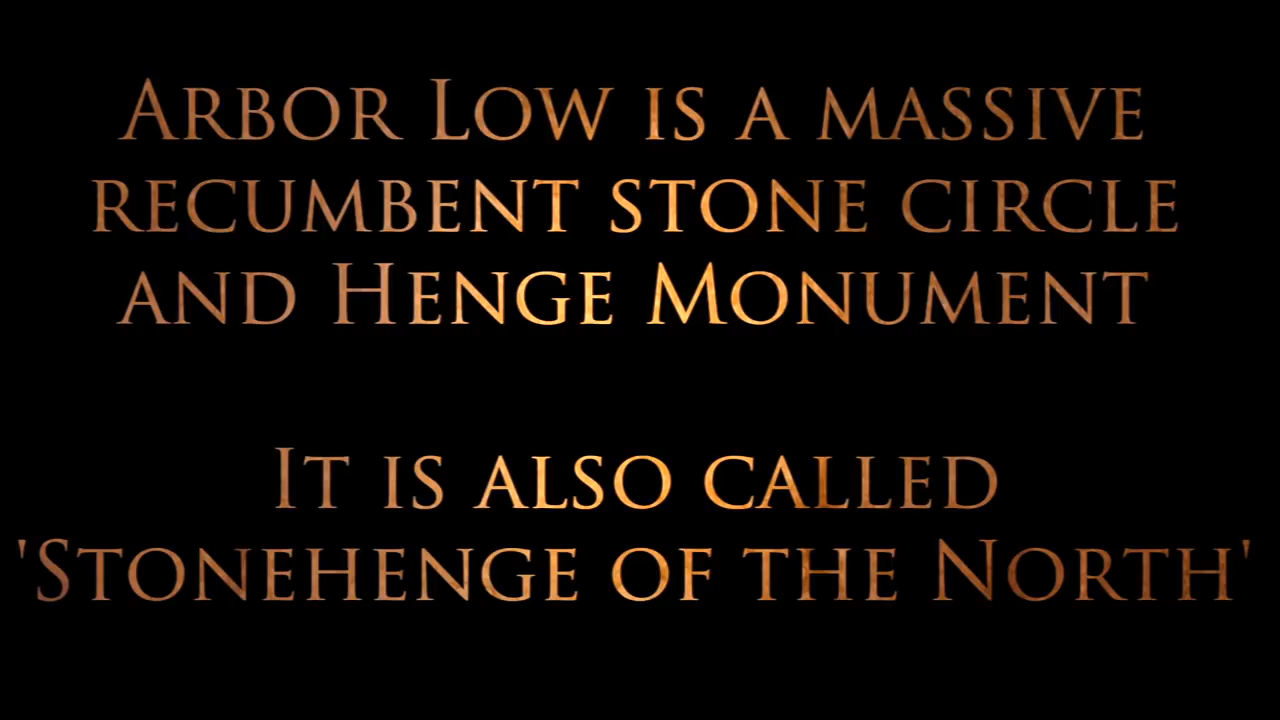 Arbor Low is a massive
recumbent stone circle
and Henge Monument
It is also called
'Stonehenge of the North'